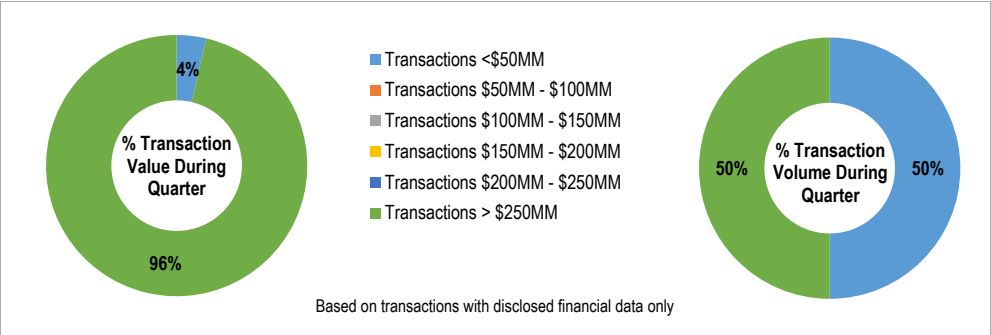 4%
% Transaction
Value During
Quarter
96%
Transactions <$50MM
Transactions $50MM - $100MM
Transactions $100MM - $150MM
Transactions $150MM - $200MM
Transactions $200MM - $250MM
Transactions > $250MM
50%
% Transaction
Volume During
Quarter
50%
Based on transactions with disclosed financial data only